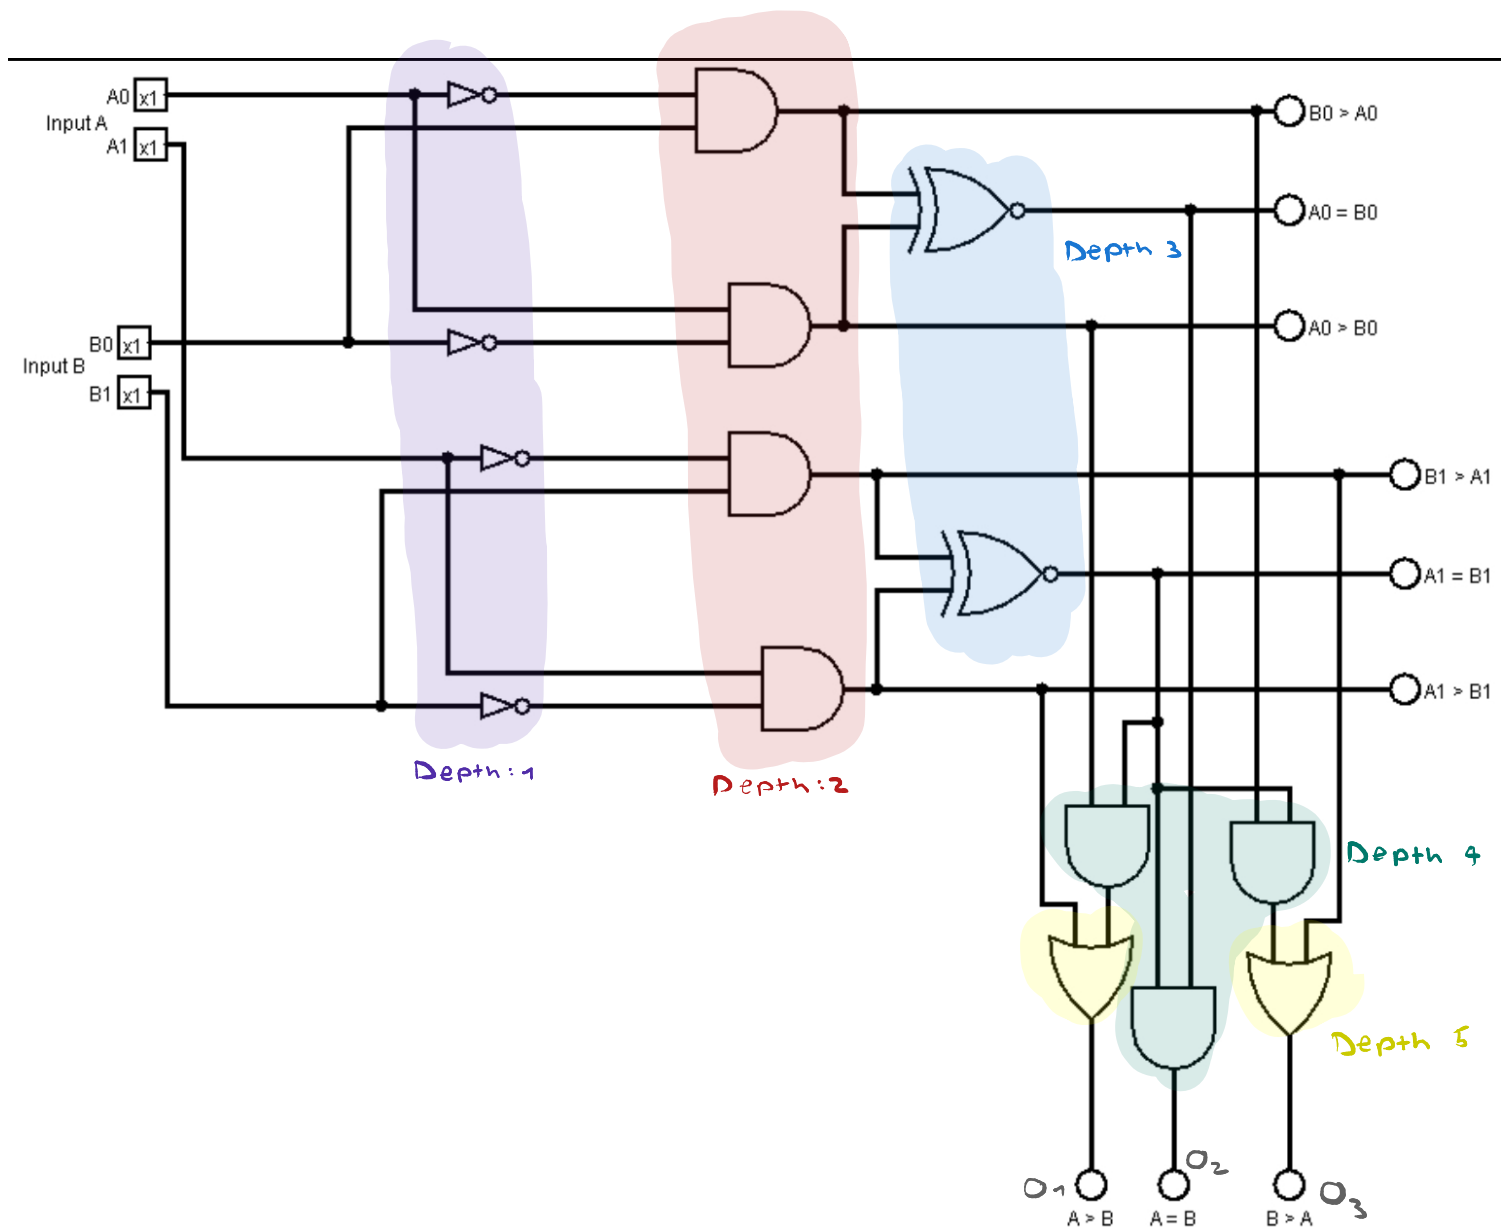 A0 x1
B0 > A0
Input A
A1 x1
A0 = B0
Depth 3
A0 > B0
B0 x1
Input B
B1 x1
B1 > A1
A1 = B1
A1 > B1
Depth:1
Depth:2
Depth 4
Depth 5
O1
O2
O3
A > B
A = B
B > A